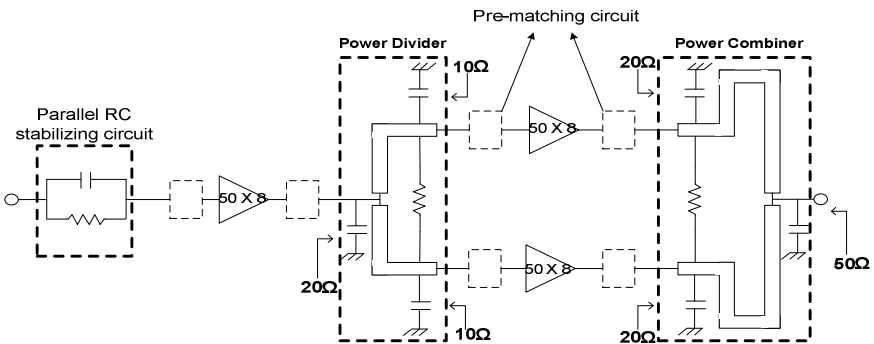 Pre-matching circuit
Power Divider
Power Combiner
10Ω
20Ω
Parallel RC
stabilizing circuit
50 X 8
50 X 8
20Ω
50Ω
50 X 8
10Ω
20Ω